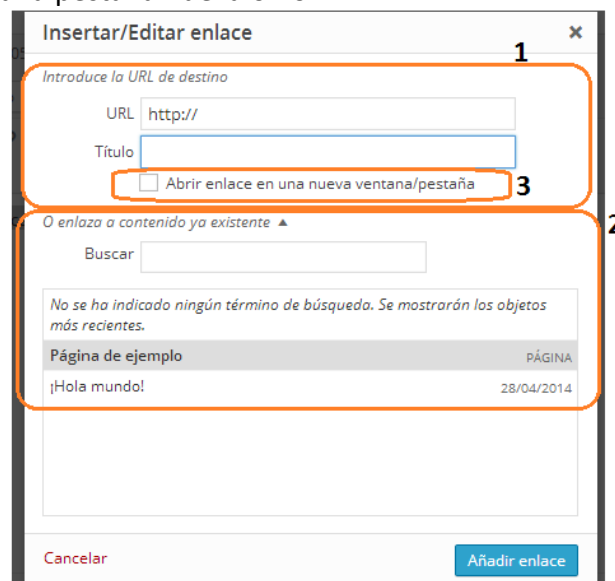 Insertar/Editar enlace ×
1
Introduce la URL de destino
URL http://
Título
Abrir enlace en una nueva ventana/pestaña 3
O enlaza a contenido ya existente ▲
2
Buscar
No se ha indicado ningún término de búsqueda. Se mostrarán los objetos
más recientes.
Página de ejemplo PÁGINA
¡Hola mundo! 28/04/2014
Cancelar Añadir enlace